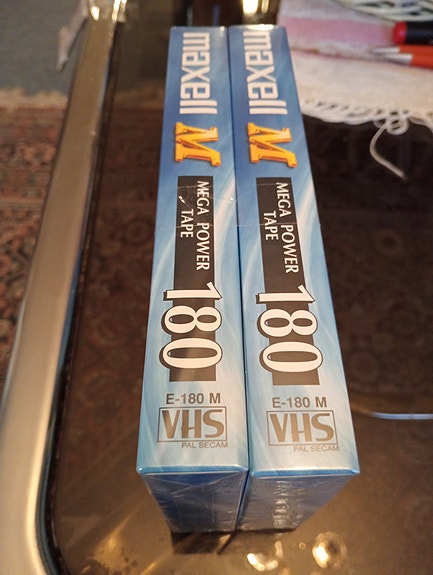 maxell
M
MEGA POWER
TAPE
180
E-180 M
VHS
PAL SECAM
maxell
M
MEGA POWER
TAPE
180
E-180 M
VHS
PAL SECAM